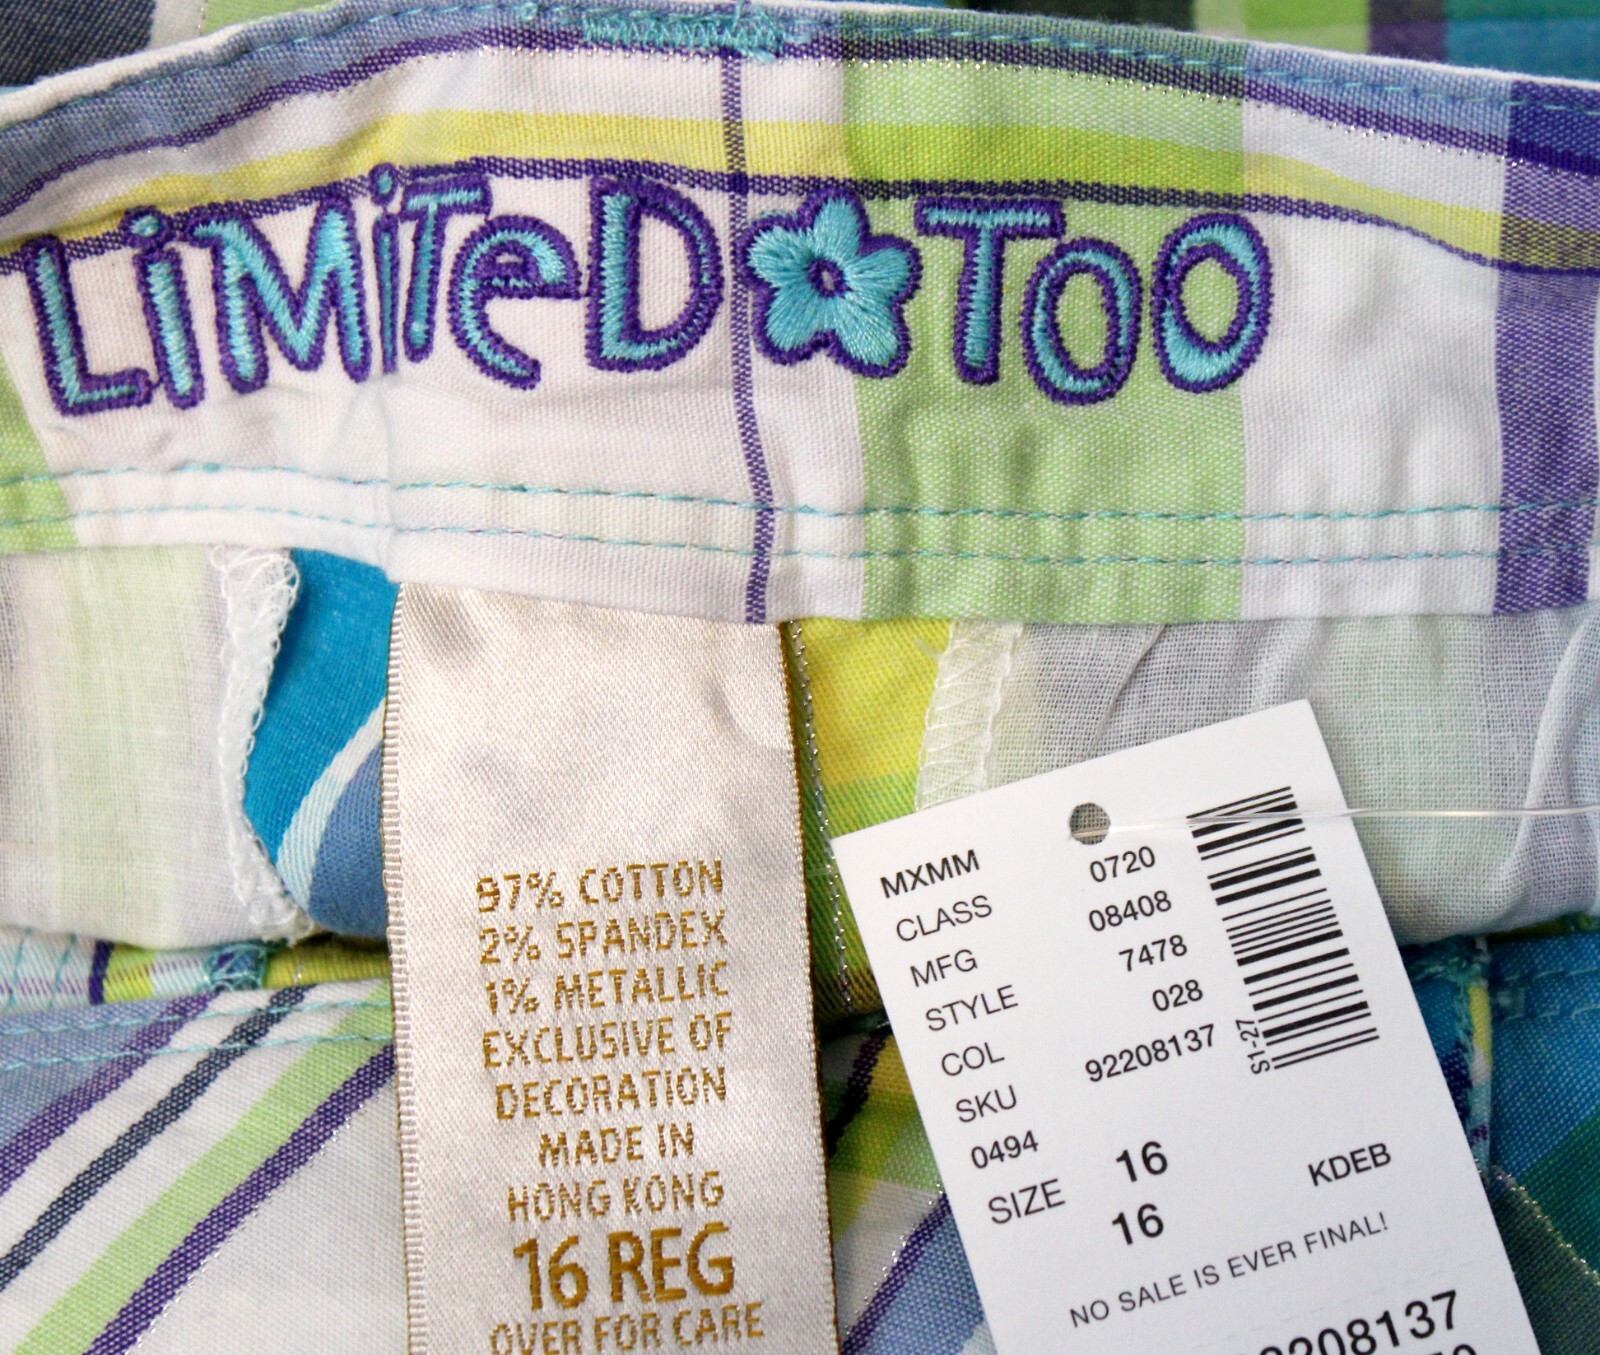 LiMiTeD TOO
97% COTTON
2% SPANDEX
1% METALLIC
EXCLUSIVE OF
DECORATION
MADE IN
HONG KONG
16 REG
OVER FOR CARE
MXMM
CLASS 0720
MFG 08408
STYLE 7478
COL 028
SKU 92208137
0494
SIZE 16
16
KDEB
S1-27
NO SALE IS EVER FINAL!
2208137